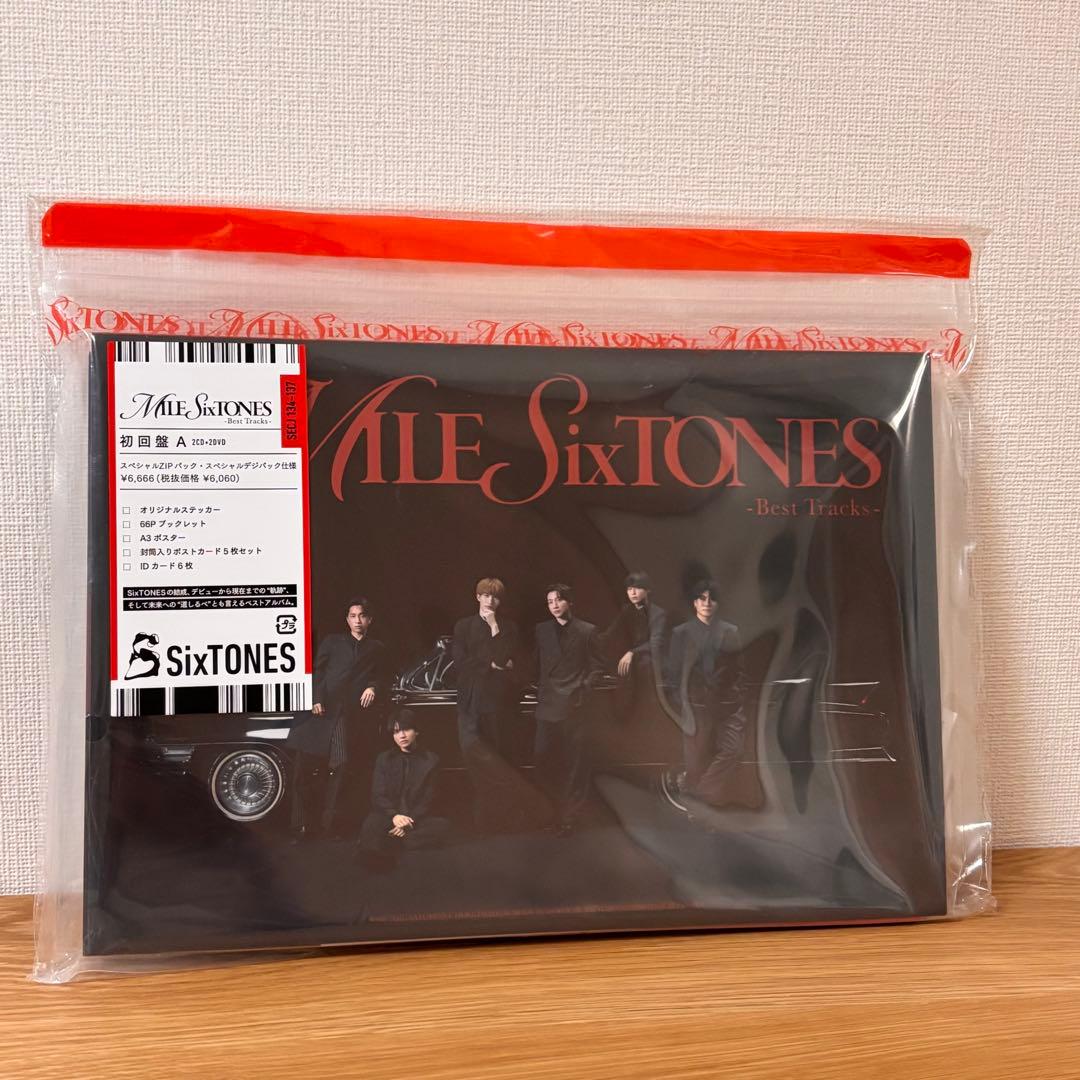 SixTONES MILE SixTONES MILE SixTONES MILE SixTONES
MILE SixTONES
-Best Tracks-
MILE SixTONES
-Best Tracks-
SECJ 134-137
初回盤 A 2CD+2DVD
スペシャルZIPパック・スペシャルデジパック仕様
¥6,666(税抜価格 ¥6,060)
□ オリジナルステッカー
□ 66P ブックレット
□ A3 ポスター
□ 封筒入りポストカード5枚セット
□ IDカード6枚
SixTONESの結成、デビューから現在までの"軌跡"、
そして未来への"道しるべ"とも言えるベストアルバム。
プラ
SixTONES